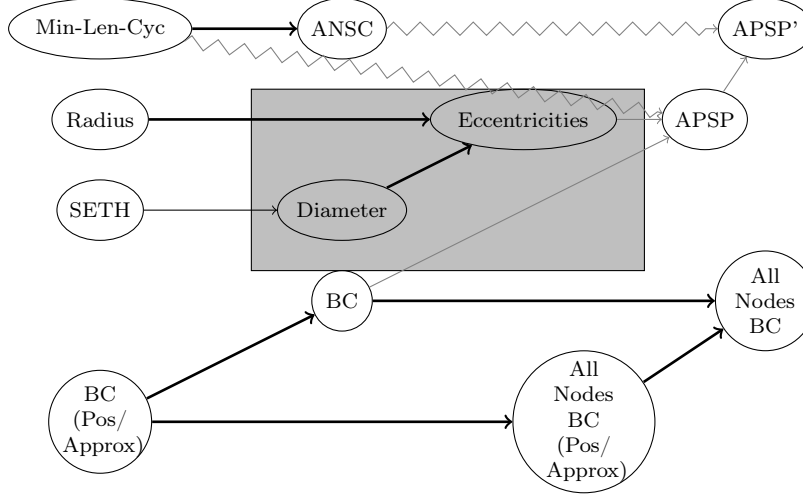 Min-Len-Cyc
ANSC
APSP'
Radius
Eccentricities
APSP
SETH
Diameter
BC
All
Nodes
BC
BC
(Pos/
Approx)
All
Nodes
BC
(Pos/
Approx)